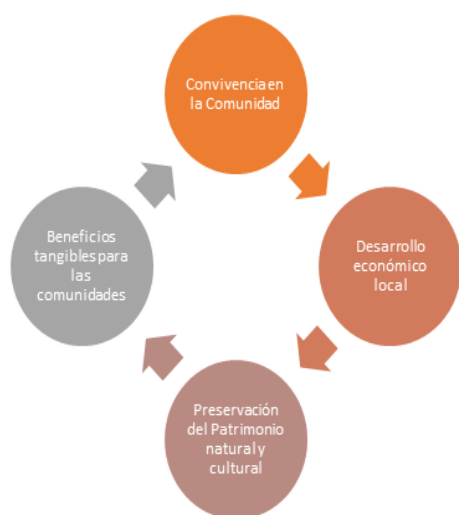 Convivencia en
la Comunidad
Desarrollo
económico
local
Preservación
del Patrimonio
natural y
cultural
Beneficios
tangibles para
las
comunidades